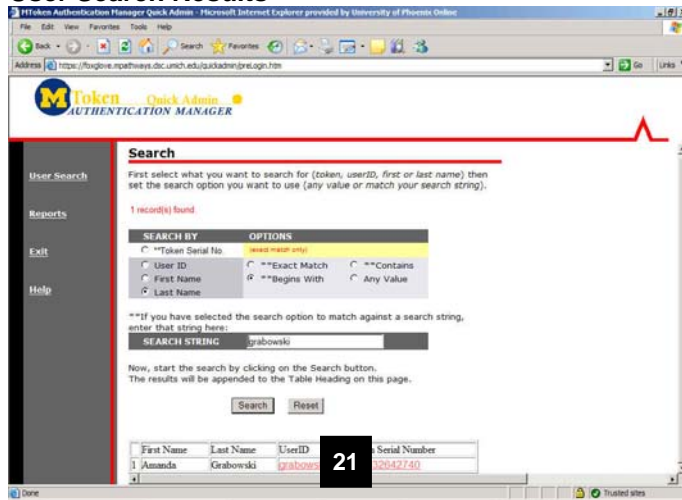 User Search Results
MToken Authentication Manager Quick Admin - Microsoft Internet Explorer provided by University of Phoenix Online
File Edit View Favorites Tools Help
Back Search Favorites
Address https://foxglove.mpathways.dsc.umich.edu/quickadmin/preLogin.htm Go Links
M Token Quick Admin
AUTHENTICATION MANAGER
User Search
Reports
Exit
Help
Search
First select what you want to search for (token, userID, first or last name) then
set the search option you want to use (any value or match your search string).
1 record(s) found
SEARCH BY OPTIONS
**Token Serial No. (exact match only)
User ID **Exact Match **Contains
First Name **Begins With Any Value
Last Name
**If you have selected the search option to match against a search string,
enter that string here:
SEARCH STRING grabowski
Now, start the search by clicking on the Search button.
The results will be appended to the Table Heading on this page.
Search Reset
First Name Last Name UserID Serial Number
1 Amanda Grabowski
21
Done Trusted sites